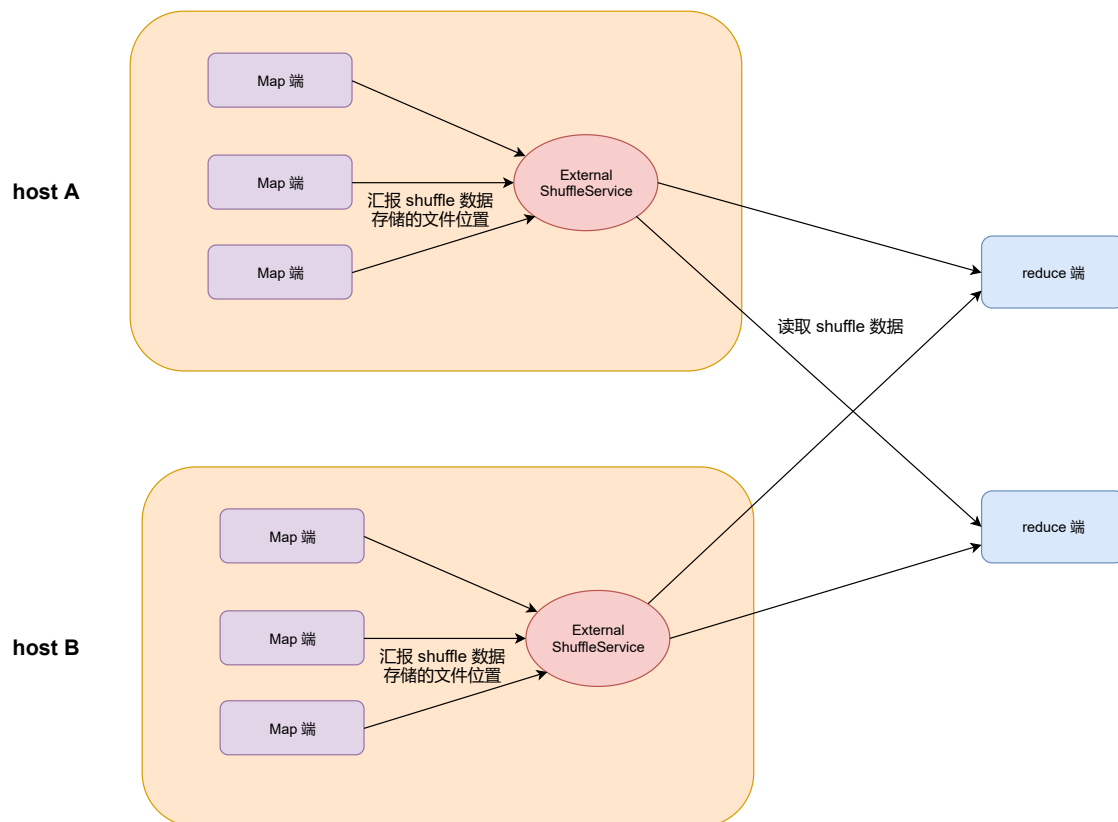 Map 端
host A
Map 端
汇报 shuffle 数据
存储的文件位置
External
ShuffleService
Map 端
reduce 端
读取 shuffle 数据
Map 端
reduce 端
host B
Map 端
汇报 shuffle 数据
存储的文件位置
External
ShuffleService
Map 端